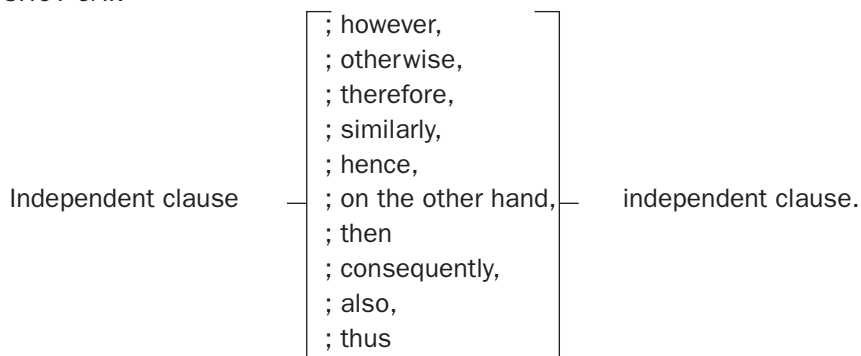 ; however,
; otherwise,
; therefore,
; similarly,
; hence,
Independent clause ; on the other hand, independent clause.
; then
; consequently,
; also,
; thus